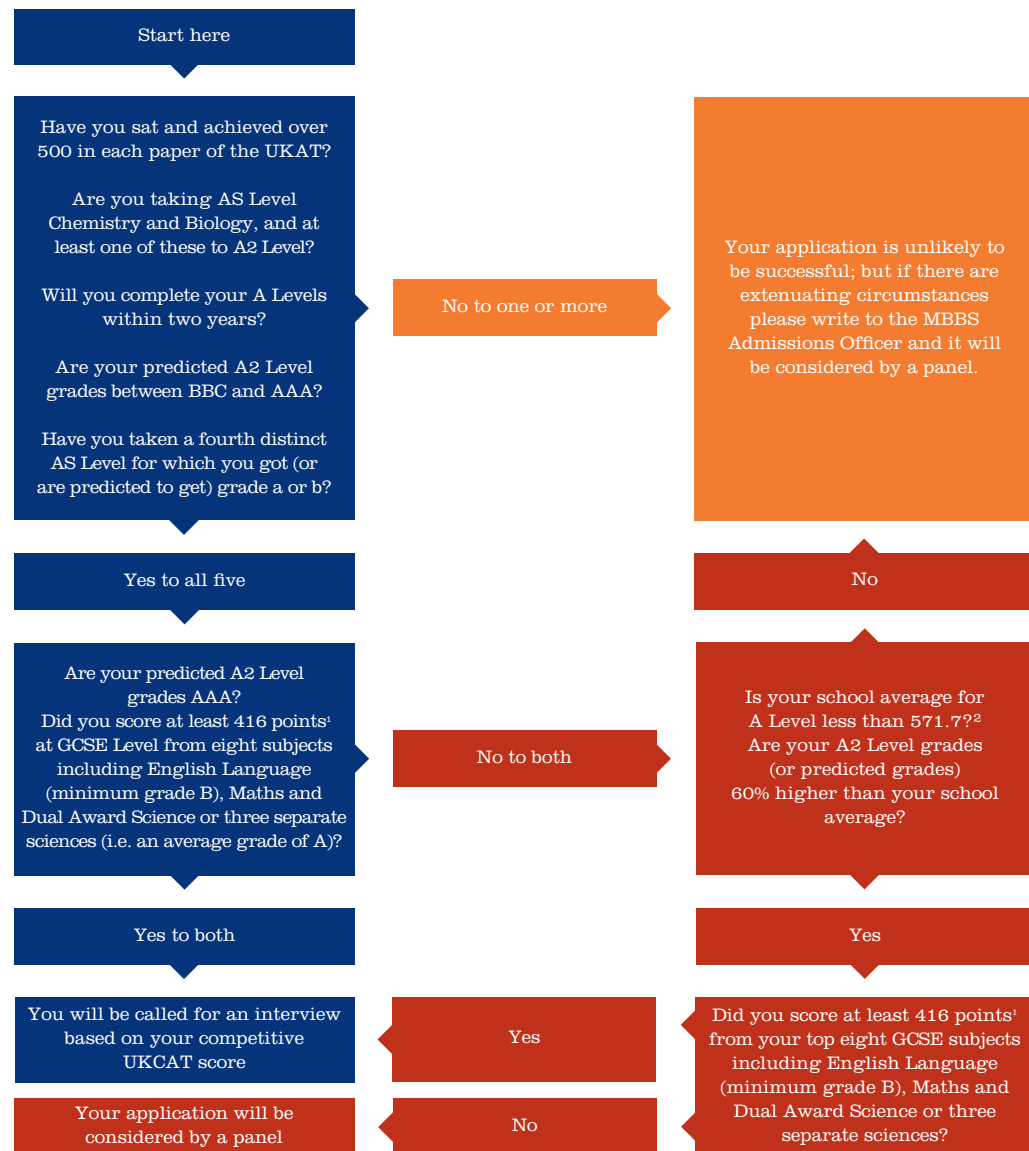 Start here
Have you sat and achieved over
500 in each paper of the UKAT?
Are you taking AS Level
Chemistry and Biology, and at
least one of these to A2 Level?
Will you complete your A Levels
within two years?
Are your predicted A2 Level
grades between BBC and AAA?
Have you taken a fourth distinct
AS Level for which you got (or
are predicted to get) grade a or b?
No to one or more
Your application is unlikely to
be successful; but if there are
extenuating circumstances
please write to the MBBS
Admissions Officer and it will
be considered by a panel.
Yes to all five
No
Are your predicted A2 Level
grades AAA?
Did you score at least 416 points¹
at GCSE Level from eight subjects
including English Language
(minimum grade B), Maths and
Dual Award Science or three separate
sciences (i.e. an average grade of A)?
No to both
Is your school average for
A Level less than 571.7?²
Are your A2 Level grades
(or predicted grades)
60% higher than your school
average?
Yes to both
Yes
You will be called for an interview
based on your competitive
UKCAT score
Yes
Did you score at least 416 points¹
from your top eight GCSE subjects
including English Language
(minimum grade B), Maths and
Dual Award Science or three
separate sciences?
Your application will be
considered by a panel
No